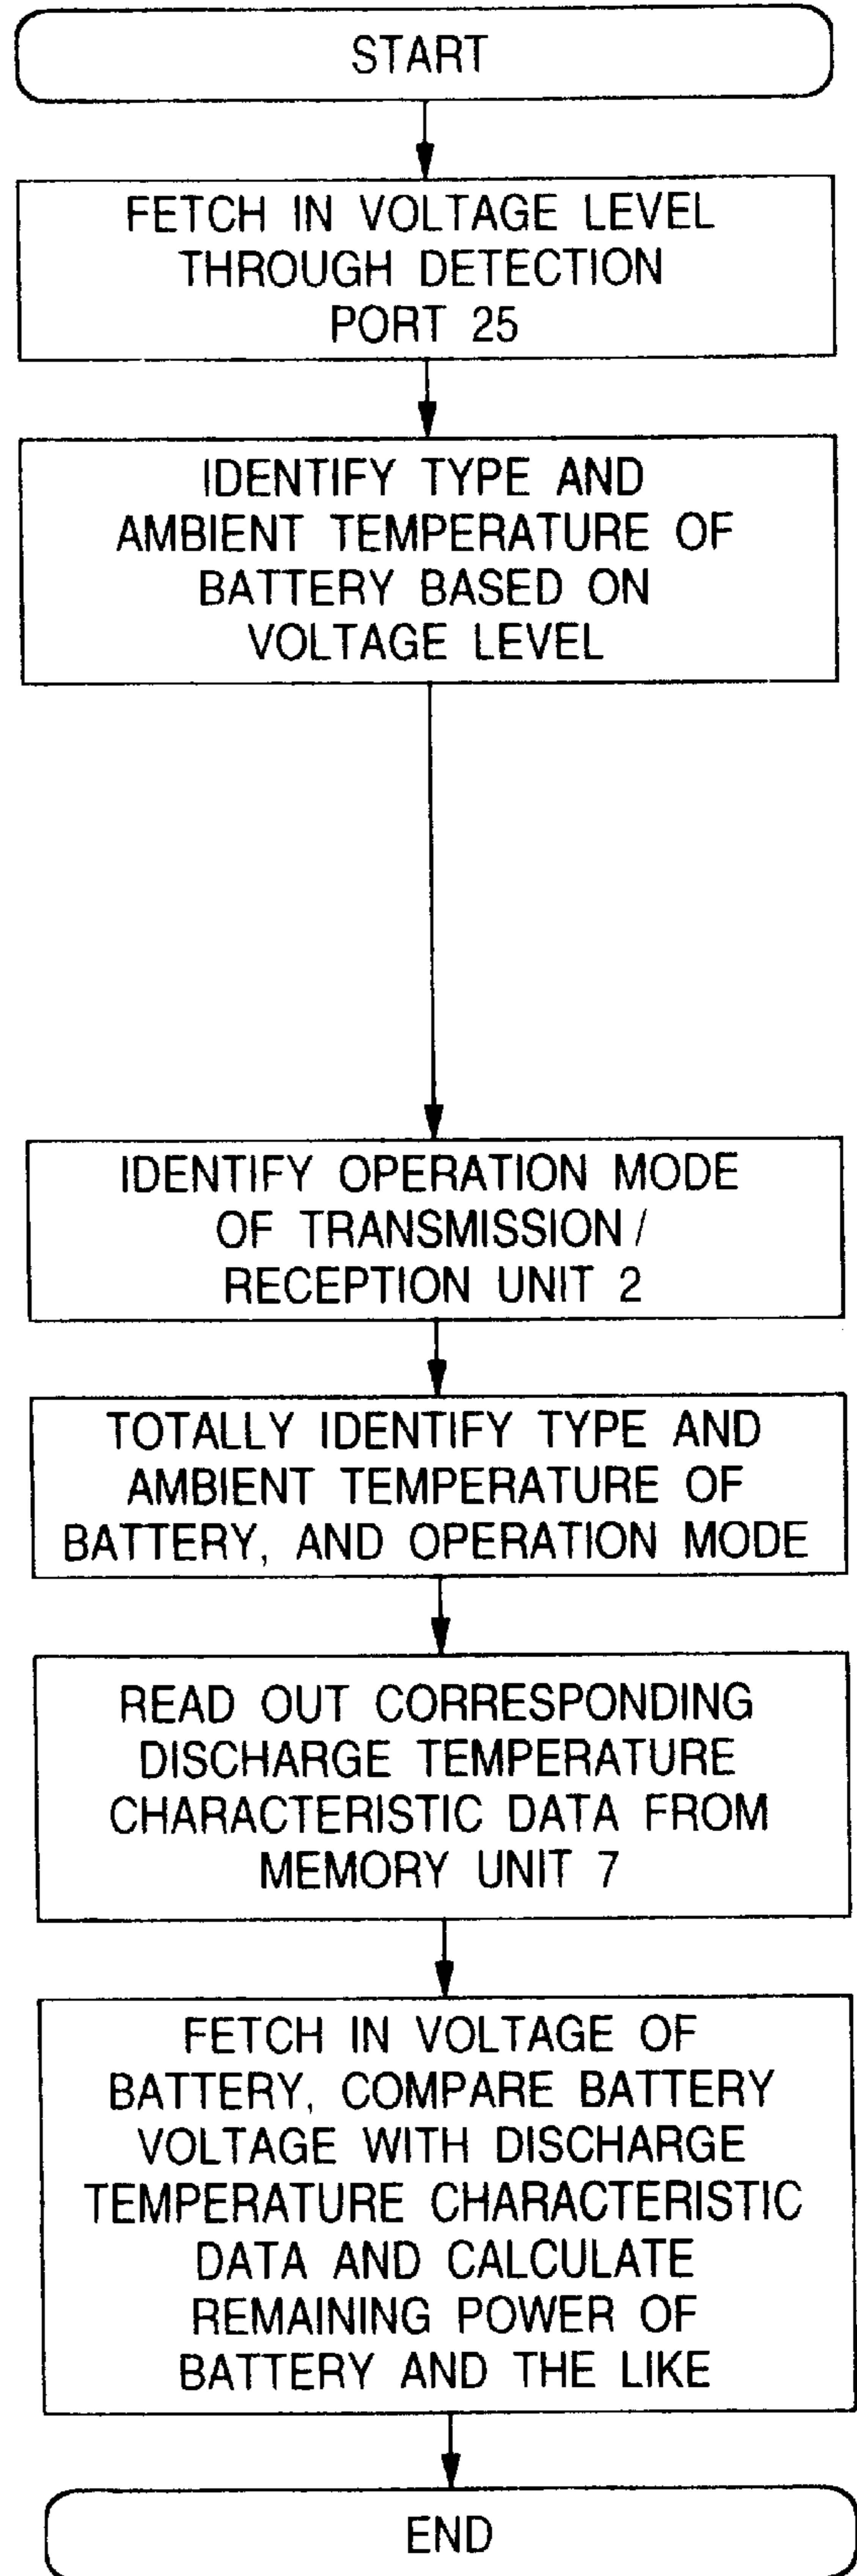 START
FETCH IN VOLTAGE LEVEL
THROUGH DETECTION
PORT 25
IDENTIFY TYPE AND
AMBIENT TEMPERATURE OF
BATTERY BASED ON
VOLTAGE LEVEL
IDENTIFY OPERATION MODE
OF TRANSMISSION /
RECEPTION UNIT 2
TOTALLY IDENTIFY TYPE AND
AMBIENT TEMPERATURE OF
BATTERY, AND OPERATION MODE
READ OUT CORRESPONDING
DISCHARGE TEMPERATURE
CHARACTERISTIC DATA FROM
MEMORY UNIT 7
FETCH IN VOLTAGE OF
BATTERY, COMPARE BATTERY
VOLTAGE WITH DISCHARGE
TEMPERATURE CHARACTERISTIC
DATA AND CALCULATE
REMAINING POWER OF
BATTERY AND THE LIKE
END